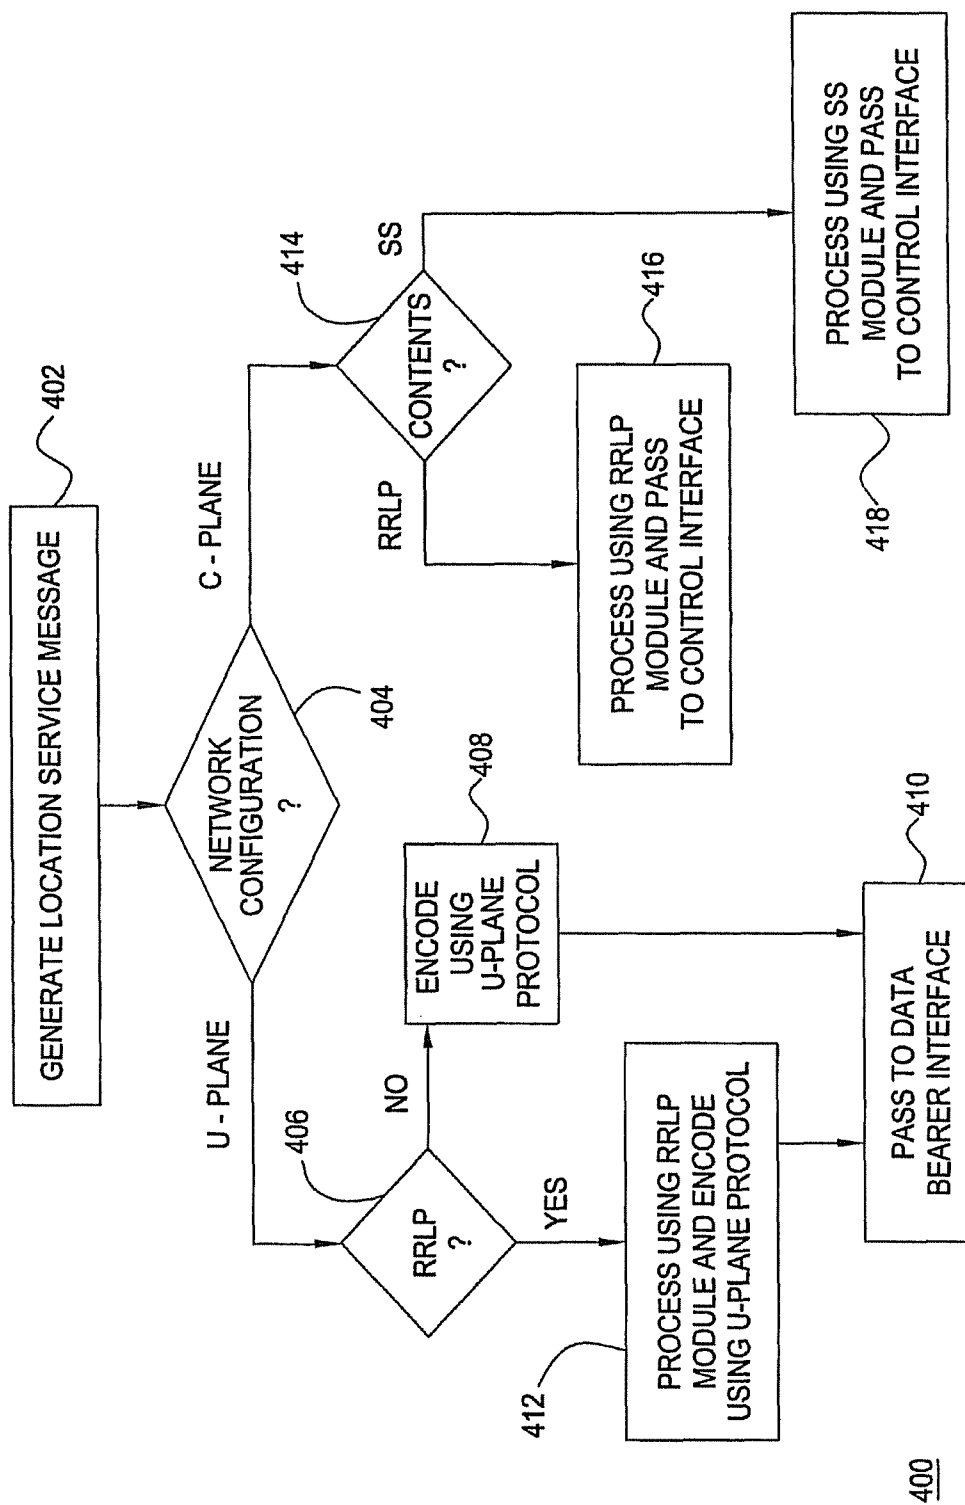 GENERATE LOCATION SERVICE MESSAGE
402
NETWORK
CONFIGURATION
?
404
U - PLANE
C - PLANE
406
RRLP
?
NO
YES
ENCODE
USING
U-PLANE
PROTOCOL
408
412
PROCESS USING RRLP
MODULE AND ENCODE
USING U-PLANE PROTOCOL
PASS TO DATA
BEARER INTERFACE
410
414
CONTENTS
?
RRLP
SS
PROCESS USING RRLP
MODULE AND PASS
TO CONTROL INTERFACE
416
PROCESS USING SS
MODULE AND PASS
TO CONTROL INTERFACE
418
400